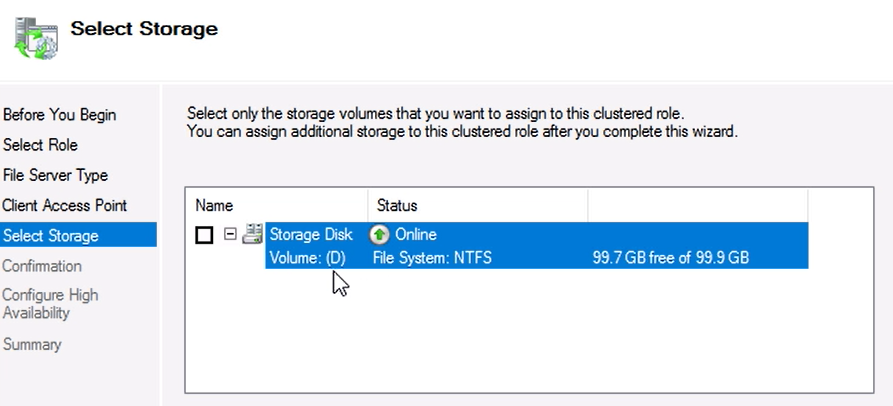 Select Storage
Before You Begin
Select Role
File Server Type
Client Access Point
Select Storage
Confirmation
Configure High
Availability
Summary
Select only the storage volumes that you want to assign to this clustered role.
You can assign additional storage to this clustered role after you complete this wizard.
Name Status
Storage Disk Online
Volume: (D) File System: NTFS 99.7 GB free of 99.9 GB